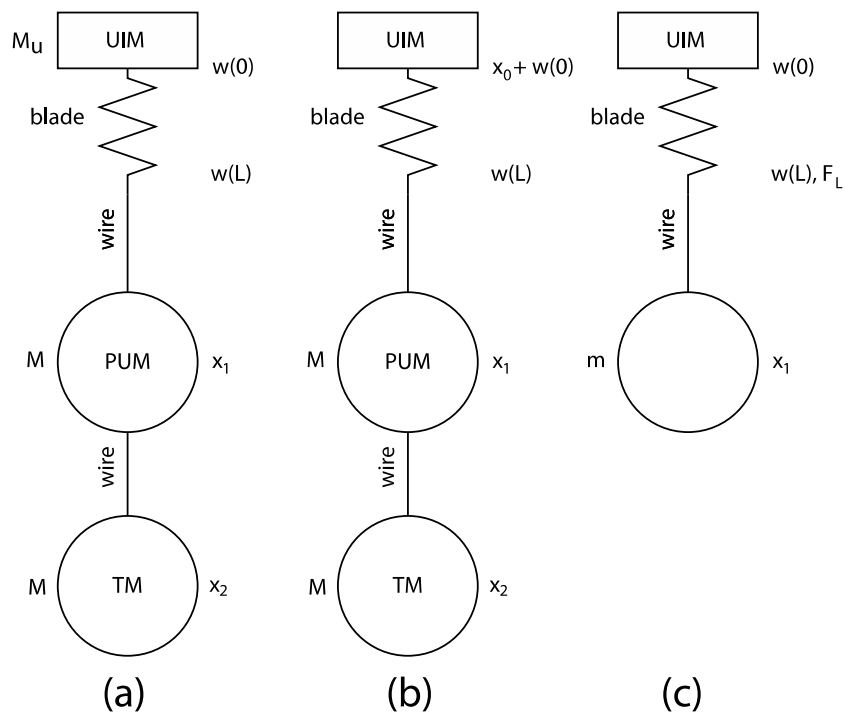 M_u UIM w(0)
blade
w(L)
wire
M PUM x_1
wire
M TM x_2
(a)
UIM x_0 + w(0)
blade
w(L)
wire
M PUM x_1
wire
M TM x_2
(b)
UIM w(0)
blade
w(L), F_L
wire
m x_1
(c)